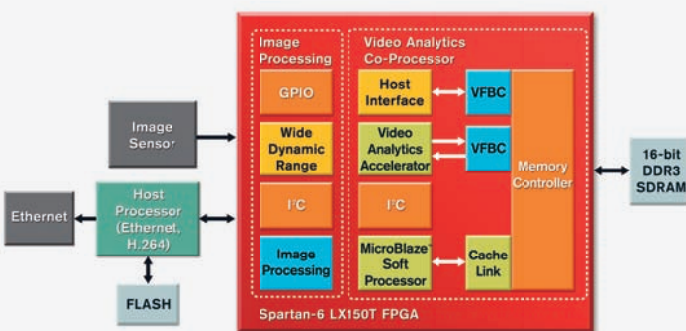 Image
Processing
Video Analytics
Co-Processor
GPIO
Host
Interface
VFBC
Image
Sensor
Wide
Dynamic
Range
Video
Analytics
Accelerator
VFBC
Memory
Controller
16-bit
DDR3
SDRAM
Ethernet
Host
Processor
(Ethernet,
H.264)
I²C
I²C
Image
Processing
MicroBlaze™
Soft
Processor
Cache
Link
FLASH
Spartan-6 LX150T FPGA